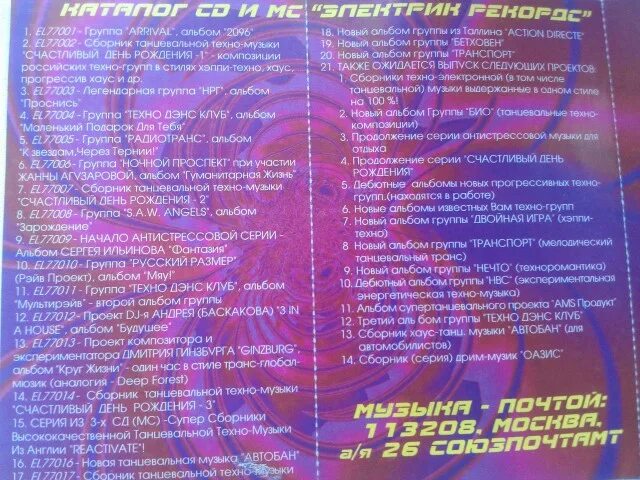 КАТАЛОГ CD И МС "ЭЛЕКТРИК РЕКОРДС"
1. EL77001 - Группа "ARRIVAL", альбом "2096"
2. EL77002 - Сборник танцевальной техно-музыки
"СЧАСТЛИВЫЙ ДЕНЬ РОЖДЕНИЯ -1" - композиции
российских техно-групп в стилях хэппи-техно, хаус,
прогрессив хаус и др.
3. EL77003 - Легендарная группа "НРГ", альбом
"Проснись"
4. EL77004 - Группа "ТЕХНО ДЭНС КЛУБ", альбом
"Маленький Подарок Для Тебя"
5. EL77005 - Группа "РАДИОТРАНС", альбом
"К звездам,Через Тернии!"
6. EL77006 - Группа "НОЧНОЙ ПРОСПЕКТ" при участии
ЖАННЫ АГУЗАРОВОЙ, альбом "Гуманитарная Жизнь"
7. EL77007 - Сборник танцевальной техно-музыки
"СЧАСТЛИВЫЙ ДЕНЬ РОЖДЕНИЯ - 2"
8. EL77008 - Группа "S.A.W. ANGELS", альбом
"Зарождение"
9. EL77009 - НАЧАЛО АНТИСТРЕССОВОЙ СЕРИИ -
Альбом СЕРГЕЯ ИЛЬИНОВА "Фантазия"
10. EL77010 - Группа "РУССКИЙ РАЗМЕР"
(Рэйв Проект), альбом "Мяу!"
11. EL77011 - Группа "ТЕХНО ДЭНС КЛУБ", альбом
"Мультирэйв" - второй альбом группы
12. EL77012 - Проект DJ-я АНДРЕЯ (БАСКАКОВА) "3 IN
A HOUSE", альбом "Будущее"
13. EL77013 - Проект композитора и
экспериментатора ДМИТРИЯ ГИНЗБУРГА "GINZBURG,
альбом "Круг Жизни" - один час в стиле транс-глобал-
мюзик (аналогия - Deep Forest)
14. EL77014 - Сборник танцевальной техно-музыки
"СЧАСТЛИВЫЙ ДЕНЬ РОЖДЕНИЯ - 3"
15. СЕРИЯ ИЗ 3-х СД (МС) -Супер Сборники
Высококачественной Танцевальной Техно-Музыки
Из Англии "REACTIVATE"!
16. EL77016 - Новая танцевальная музыка "АВТОБАН"
17. EL77017 - Сборник танцевальной техно-музыки
18. Новый альбом группы из Таллина "ACTION DIRECTE"
19. Новый альбом группы "БЕТХОВЕН"
20. Новый альбом группы "ТРАНСПОРТ"
21. ТАКЖЕ ОЖИДАЕТСЯ ВЫПУСК СЛЕДУЮЩИХ ПРОЕКТОВ:
1. Сборники техно-электронной (в том числе
танцевальной) музыки выдержанные в одном стиле
на 100 %!
2. Новый альбом Группы "БИО" (танцевальные техно-
композиции)
3. Продолжение серии антистрессовой музыки для
отдыха
4. Продолжение серии "СЧАСТЛИВЫЙ ДЕНЬ
РОЖДЕНИЯ"
5. Дебютные альбомы новых прогрессивных техно-
групп.(находятся в работе)
6. Новые альбомы известных Вам техно-групп
7. Новый альбом группы "ДВОЙНАЯ ИГРА" (хэппи-
техно)
8 Новый альбом группы "ТРАНСПОРТ" (мелодический
танцевальный транс)
9. Новый альбом группы "НЕЧТО" (техноромантика)
10. Дебютный альбом группы "НВС" (экспериментальная
энергетическая техно-музыка)
11. Альбом супертанцевального проекта "AMS Продукт"
12. Третий альбом группы "ТЕХНО ДЭНС КЛУБ"
13. Сборник хаус-танц. музыки "АВТОБАН" (для
автомобилистов)
14. Сборник (серия) дрим-мюзик "ОАЗИС"
МУЗЫКА - ПОЧТОЙ:
113208, МОСКВА,
а/я 26 СОЮЗПОЧТАМТ